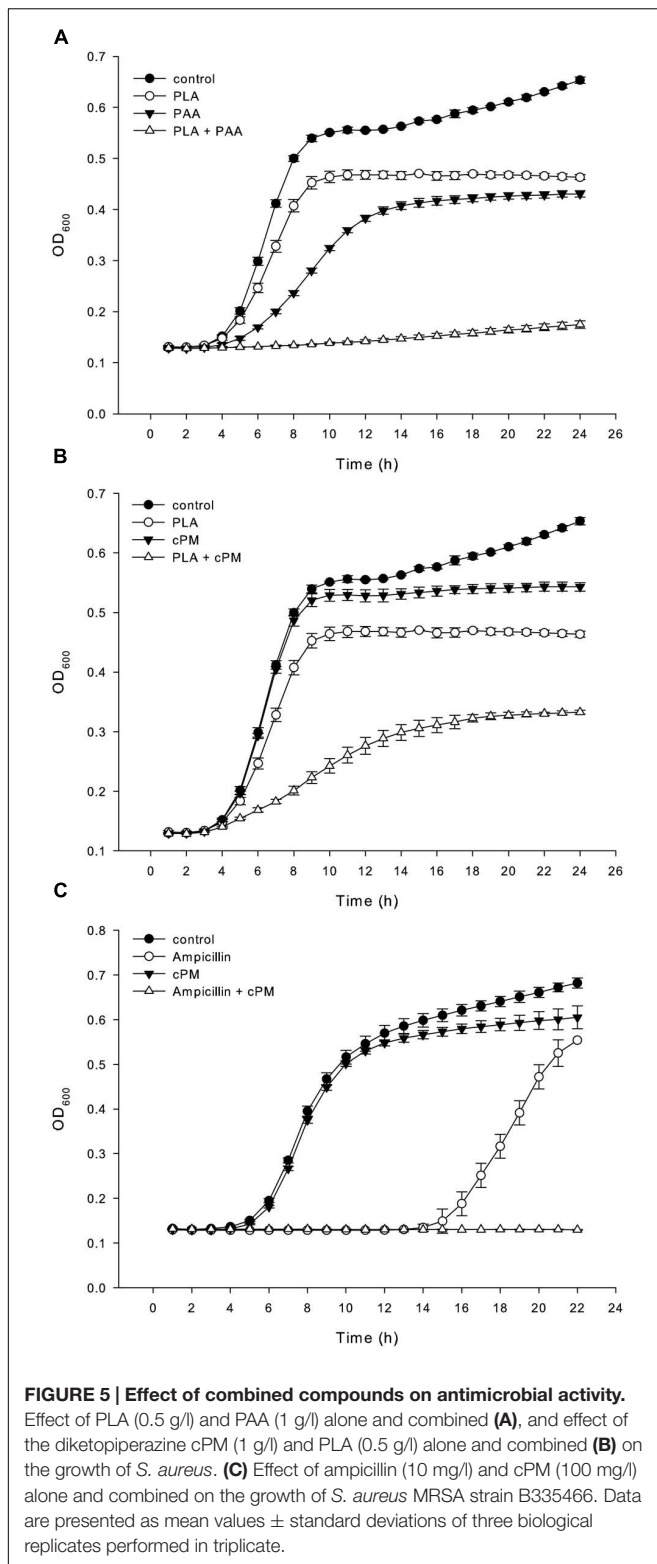 A
control
PLA
PAA
PLA + PAA
0.7
0.6
0.5
0.4
0.3
0.2
0.1
0.0
OD600
0 2 4 6 8 10 12 14 16 18 20 22 24 26
Time (h)
B
control
PLA
cPM
PLA + cPM
0.7
0.6
0.5
0.4
0.3
0.2
0.1
OD600
0 2 4 6 8 10 12 14 16 18 20 22 24 26
Time (h)
C
control
Ampicillin
cPM
Ampicillin + cPM
0.8
0.7
0.6
0.5
0.4
0.3
0.2
0.1
0.0
OD600
0 2 4 6 8 10 12 14 16 18 20 22 24
Time (h)
FIGURE 5 | Effect of combined compounds on antimicrobial activity.
Effect of PLA (0.5 g/l) and PAA (1 g/l) alone and combined (A), and effect of
the diketopiperazine cPM (1 g/l) and PLA (0.5 g/l) alone and combined (B) on
the growth of S. aureus. (C) Effect of ampicillin (10 mg/l) and cPM (100 mg/l)
alone and combined on the growth of S. aureus MRSA strain B335466. Data
are presented as mean values ± standard deviations of three biological
replicates performed in triplicate.